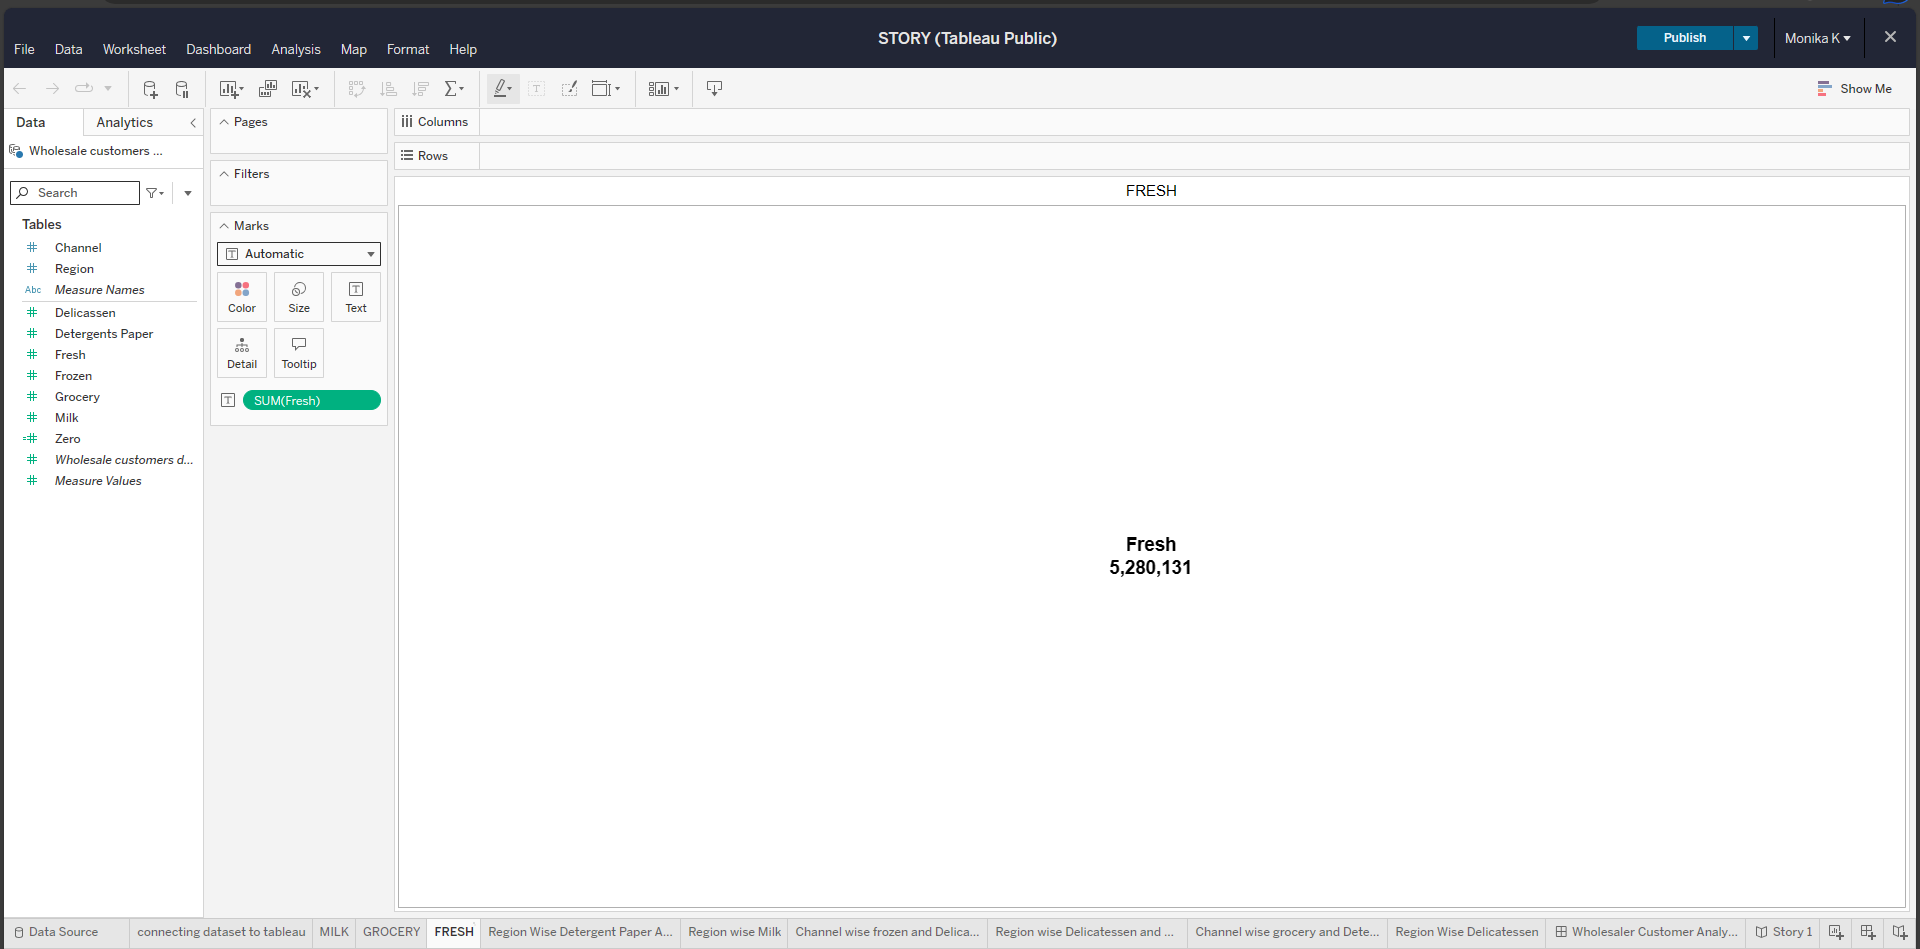 STORY (Tableau Public)
Publish
Monika K
File Data Worksheet Dashboard Analysis Map Format Help
Show Me
Data Analytics
Wholesale customers ...
Search
Tables
Channel
Region
Abc Measure Names
Delicassen
Detergents Paper
Fresh
Frozen
Grocery
Milk
Zero
Wholesale customers d...
Measure Values
Pages
Filters
Marks
Automatic
Color Size Text
Detail Tooltip
SUM(Fresh)
Columns
Rows
FRESH
Fresh
5,280,131
Data Source connecting dataset to tableau MILK GROCERY FRESH Region Wise Detergent Paper A... Region wise Milk Channel wise frozen and Delica... Region wise Delicatessen and ... Channel wise grocery and Dete... Region Wise Delicatessen Wholesaler Customer Analy... Story 1